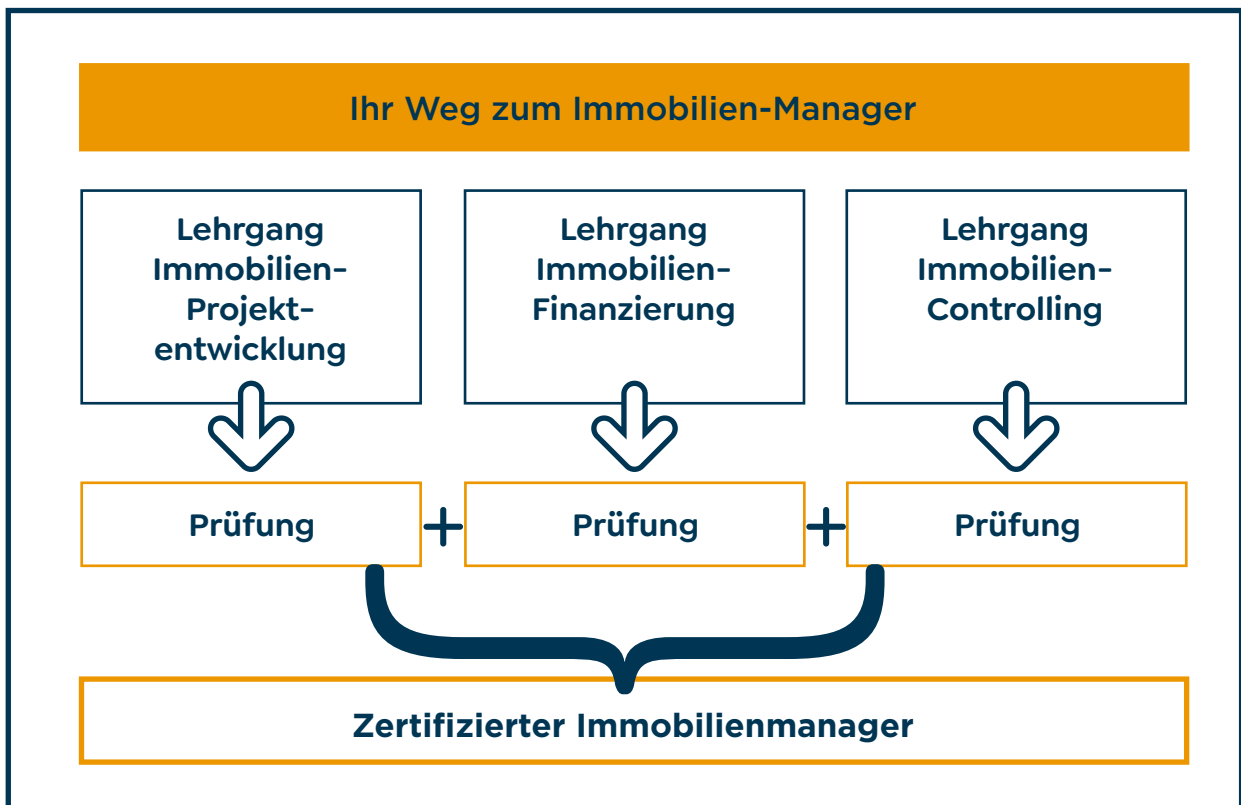 Ihr Weg zum Immobilien-Manager
Lehrgang
Immobilien-
Projekt-
entwicklung
Lehrgang
Immobilien-
Finanzierung
Lehrgang
Immobilien-
Controlling
Prüfung
+
Prüfung
+
Prüfung
Zertifizierter Immobilienmanager